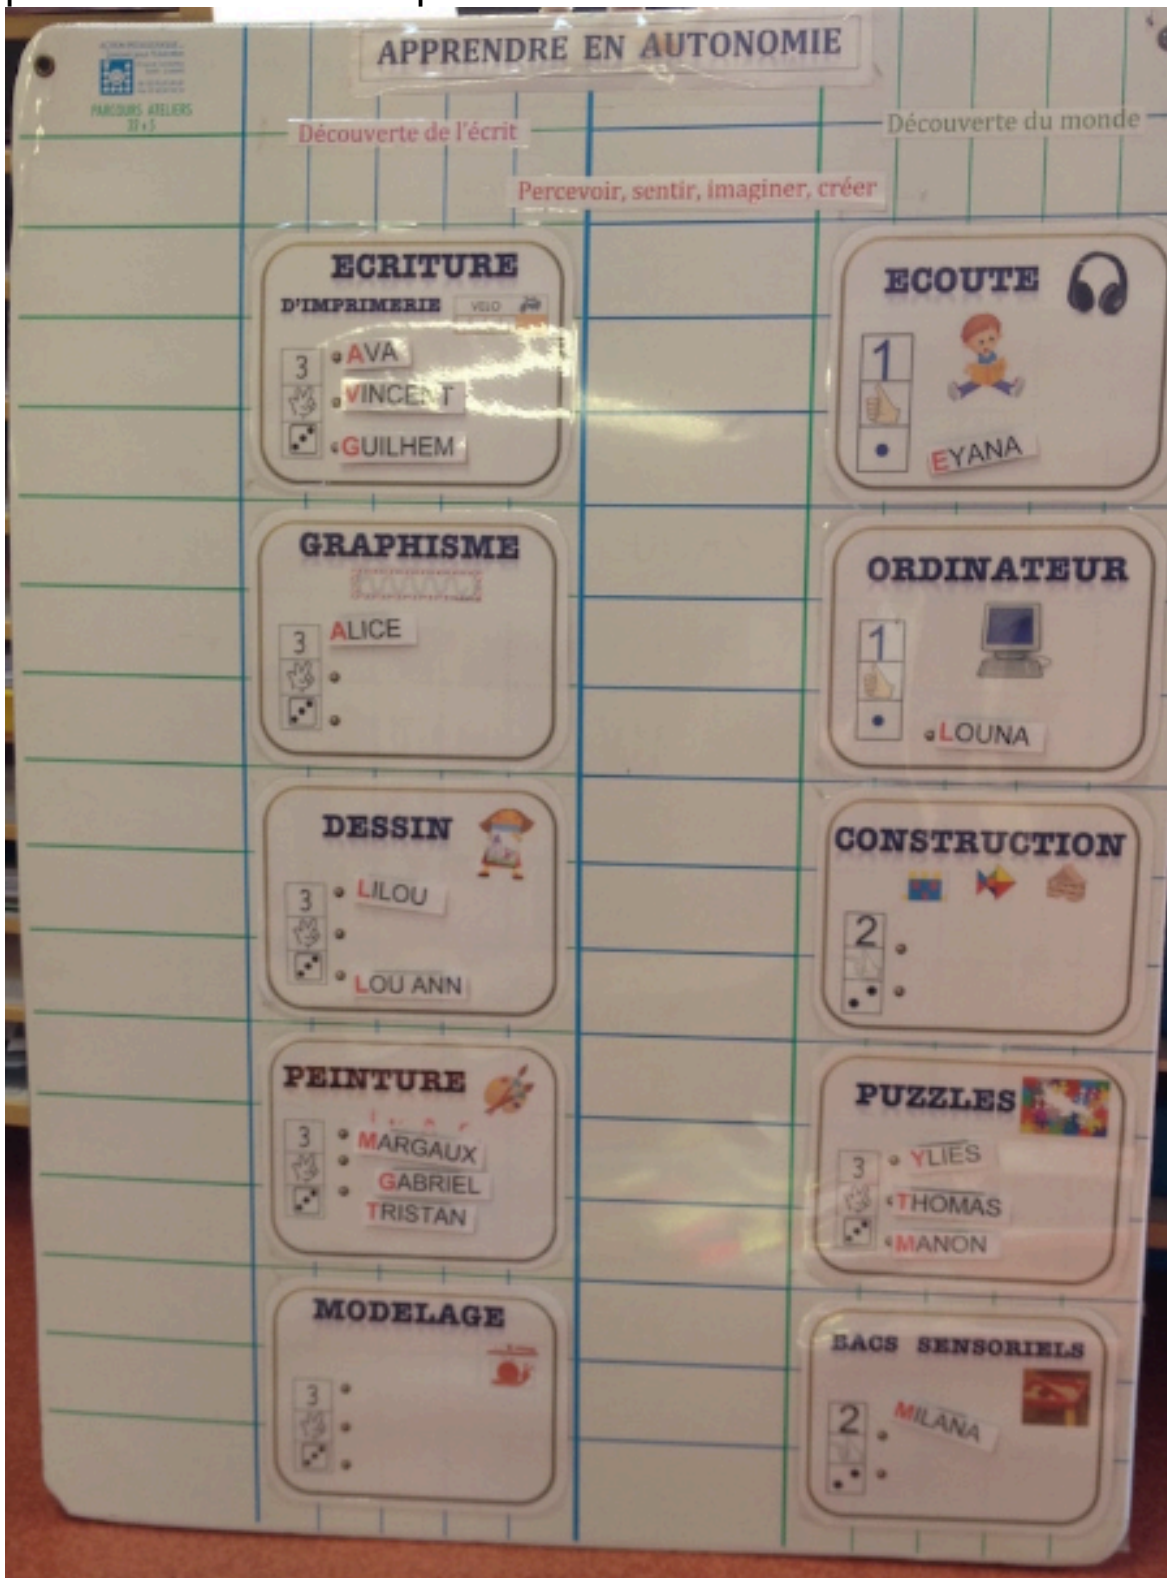 APPRENDRE EN AUTONOMIE
PARCOURS ATELIERS
Découverte de l'écrit
Découverte du monde
Percevoir, sentir, imaginer, créer
ECRITURE
D'IMPRIMERIE
VELO
3
AVA
VINCENT
GUILHEM
GRAPHISME
3
ALICE
DESSIN
3
LILOU
LOU ANN
PEINTURE
3
MARGAUX
GABRIEL
TRISTAN
MODELAGE
3
ECOUTE
1
EYANA
ORDINATEUR
1
LOUNA
CONSTRUCTION
2
PUZZLES
3
YLIES
THOMAS
MANON
BACS SENSORIELS
2
MILANA